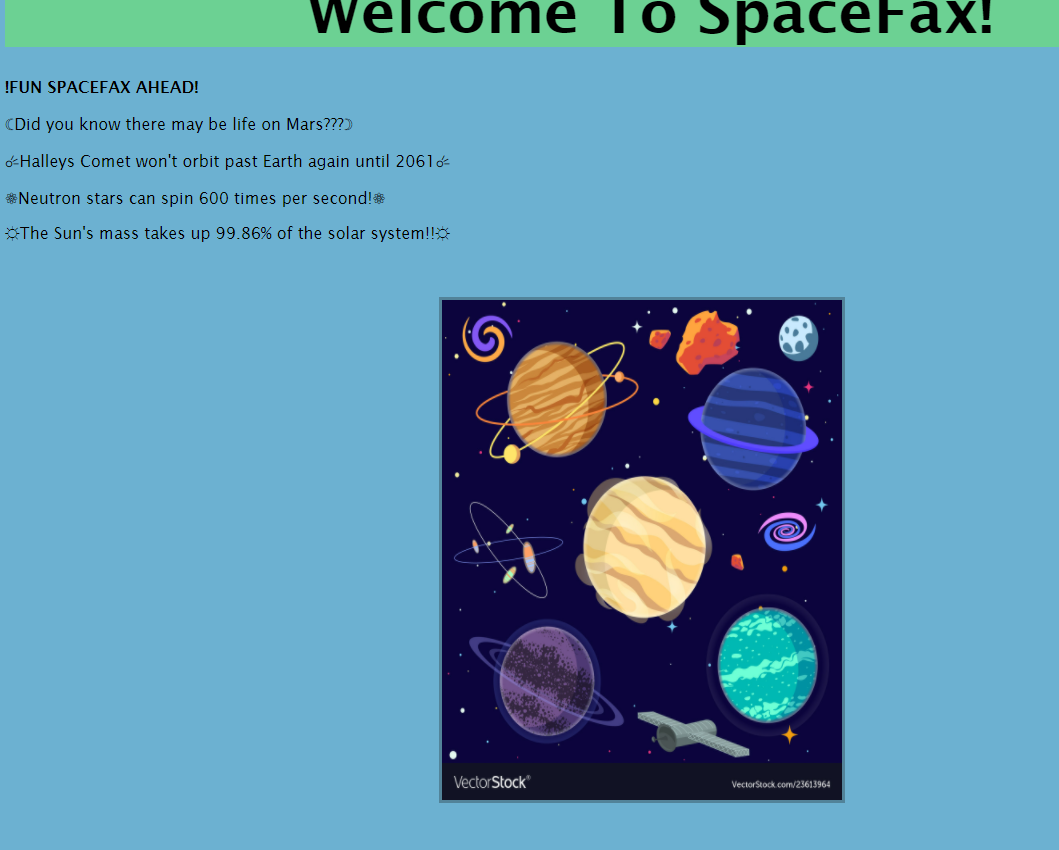 Welcome To SpaceFax!
!FUN SPACEFAX AHEAD!
☾Did you know there may be life on Mars???☽
☄Halleys Comet won't orbit past Earth again until 2061☄
❅Neutron stars can spin 600 times per second!❅
☼The Sun's mass takes up 99.86% of the solar system!!☼
VectorStock®
VectorStock.com/23613964